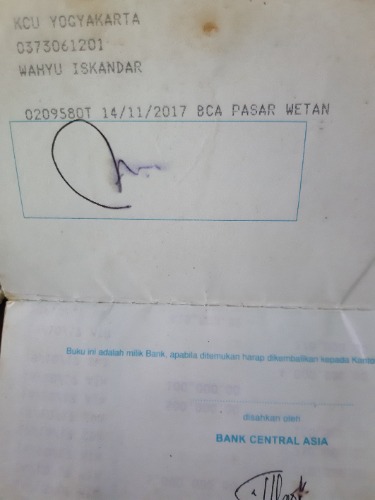 KCU YOGYAKARTA
0373061201
WAHYU ISKANDAR
0209580T 14/11/2017 BCA PASAR WETAN
Buku ini adalah milik Bank, apabila ditemukan harap dikembalikan kepada Kanto
disahkan oleh
BANK CENTRAL ASIA